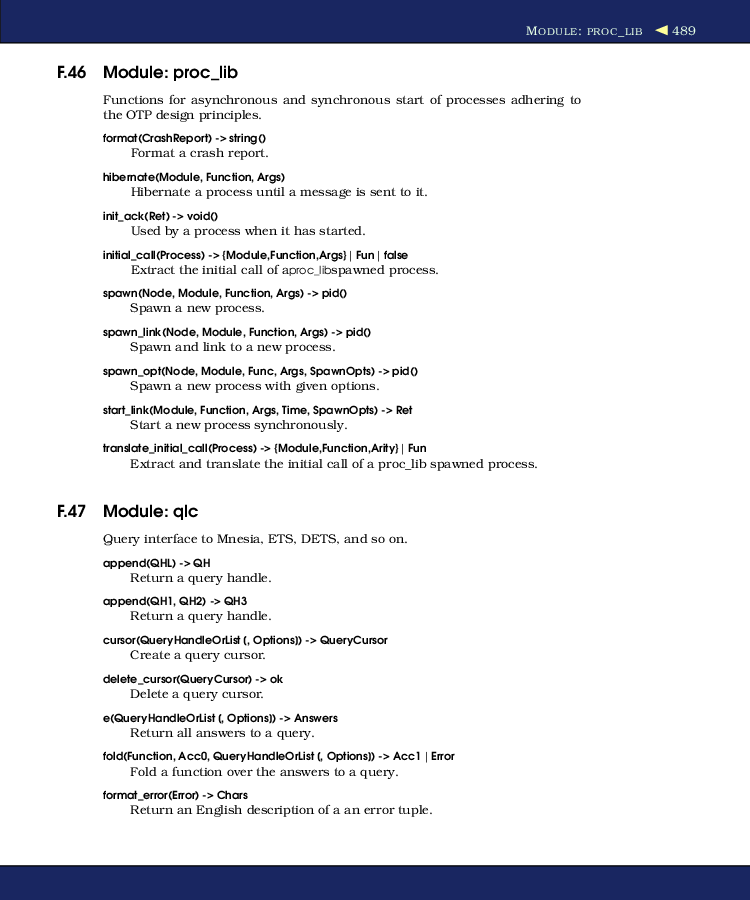 MODULE: PROC_LIB ◀ 489
F.46 Module: proc_lib
Functions for asynchronous and synchronous start of processes adhering to
the OTP design principles.
format(CrashReport) -> string()
Format a crash report.
hibernate(Module, Function, Args)
Hibernate a process until a message is sent to it.
init_ack(Ret) -> void()
Used by a process when it has started.
initial_call(Process) -> {Module,Function,Args} | Fun | false
Extract the initial call of aproc_libspawned process.
spawn(Node, Module, Function, Args) -> pid()
Spawn a new process.
spawn_link(Node, Module, Function, Args) -> pid()
Spawn and link to a new process.
spawn_opt(Node, Module, Func, Args, SpawnOpts) -> pid()
Spawn a new process with given options.
start_link(Module, Function, Args, Time, SpawnOpts) -> Ret
Start a new process synchronously.
translate_initial_call(Process) -> {Module,Function,Arity} | Fun
Extract and translate the initial call of a proc_lib spawned process.
F.47 Module: qlc
Query interface to Mnesia, ETS, DETS, and so on.
append(QHL) -> QH
Return a query handle.
append(QH1, QH2) -> QH3
Return a query handle.
cursor(QueryHandleOrList [, Options]) -> QueryCursor
Create a query cursor.
delete_cursor(QueryCursor) -> ok
Delete a query cursor.
e(QueryHandleOrList [, Options]) -> Answers
Return all answers to a query.
fold(Function, Acc0, QueryHandleOrList [, Options]) -> Acc1 | Error
Fold a function over the answers to a query.
format_error(Error) -> Chars
Return an English description of a an error tuple.